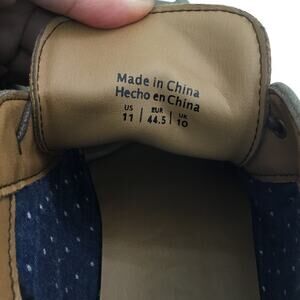 Made in China
Hecho en China
US EUR UK
11 | 44.5 | 10